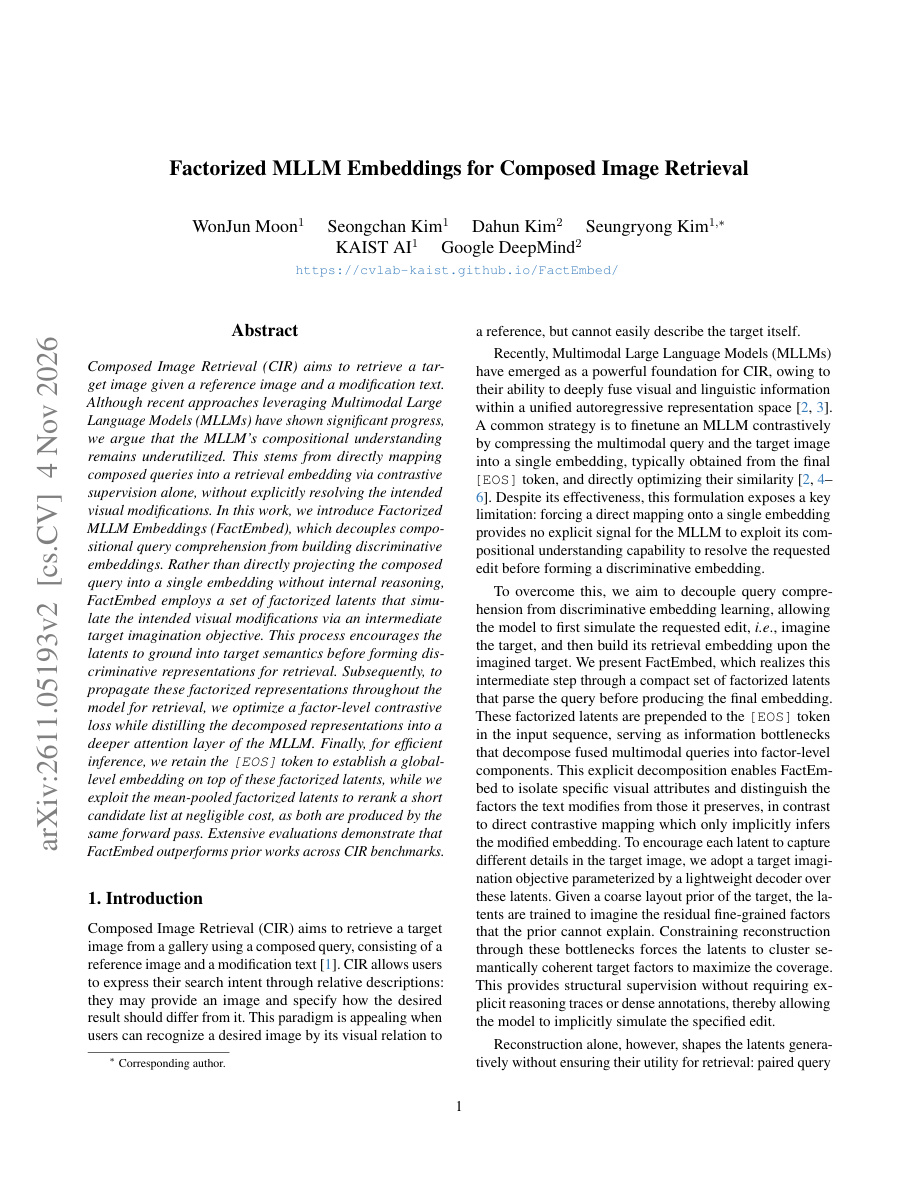 Factorized MLLM Embeddings for Composed Image Retrieval
WonJun Moon1 Seongchan Kim1 Dahun Kim2 Seungryong Kim1,*
KAIST AI1 Google DeepMind2
https://cvlab-kaist.github.io/FactEmbed/
arXiv:2611.05193v2 [cs.CV] 4 Nov 2026
Abstract
Composed Image Retrieval (CIR) aims to retrieve a tar-
get image given a reference image and a modification text.
Although recent approaches leveraging Multimodal Large
Language Models (MLLMs) have shown significant progress,
we argue that the MLLM's compositional understanding
remains underutilized. This stems from directly mapping
composed queries into a retrieval embedding via contrastive
supervision alone, without explicitly resolving the intended
visual modifications. In this work, we introduce Factorized
MLLM Embeddings (FactEmbed), which decouples compo-
sitional query comprehension from building discriminative
embeddings. Rather than directly projecting the composed
query into a single embedding without internal reasoning,
FactEmbed employs a set of factorized latents that simu-
late the intended visual modifications via an intermediate
target imagination objective. This process encourages the
latents to ground into target semantics before forming dis-
criminative representations for retrieval. Subsequently, to
propagate these factorized representations throughout the
model for retrieval, we optimize a factor-level contrastive
loss while distilling the decomposed representations into a
deeper attention layer of the MLLM. Finally, for efficient
inference, we retain the [EOS] token to establish a global-
level embedding on top of these factorized latents, while we
exploit the mean-pooled factorized latents to rerank a short
candidate list at negligible cost, as both are produced by the
same forward pass. Extensive evaluations demonstrate that
FactEmbed outperforms prior works across CIR benchmarks.
1. Introduction
Composed Image Retrieval (CIR) aims to retrieve a target
image from a gallery using a composed query, consisting of a
reference image and a modification text [1]. CIR allows users
to express their search intent through relative descriptions:
they may provide an image and specify how the desired
result should differ from it. This paradigm is appealing when
users can recognize a desired image by its visual relation to
* Corresponding author.
a reference, but cannot easily describe the target itself.
Recently, Multimodal Large Language Models (MLLMs)
have emerged as a powerful foundation for CIR, owing to
their ability to deeply fuse visual and linguistic information
within a unified autoregressive representation space [2, 3].
A common strategy is to finetune an MLLM contrastively
by compressing the multimodal query and the target image
into a single embedding, typically obtained from the final
[EOS] token, and directly optimizing their similarity [2, 4–
6]. Despite its effectiveness, this formulation exposes a key
limitation: forcing a direct mapping onto a single embedding
provides no explicit signal for the MLLM to exploit its com-
positional understanding capability to resolve the requested
edit before forming a discriminative embedding.
To overcome this, we aim to decouple query compre-
hension from discriminative embedding learning, allowing
the model to first simulate the requested edit, i.e., imagine
the target, and then build its retrieval embedding upon the
imagined target. We present FactEmbed, which realizes this
intermediate step through a compact set of factorized latents
that parse the query before producing the final embedding.
These factorized latents are prepended to the [EOS] token
in the input sequence, serving as information bottlenecks
that decompose fused multimodal queries into factor-level
components. This explicit decomposition enables FactEm-
bed to isolate specific visual attributes and distinguish the
factors the text modifies from those it preserves, in contrast
to direct contrastive mapping which only implicitly infers
the modified embedding. To encourage each latent to capture
different details in the target image, we adopt a target imagi-
nation objective parameterized by a lightweight decoder over
these latents. Given a coarse layout prior of the target, the la-
tents are trained to imagine the residual fine-grained factors
that the prior cannot explain. Constraining reconstruction
through these bottlenecks forces the latents to cluster se-
mantically coherent target factors to maximize the coverage.
This provides structural supervision without requiring ex-
plicit reasoning traces or dense annotations, thereby allowing
the model to implicitly simulate the specified edit.
Reconstruction alone, however, shapes the latents genera-
tively without ensuring their utility for retrieval: paired query
1